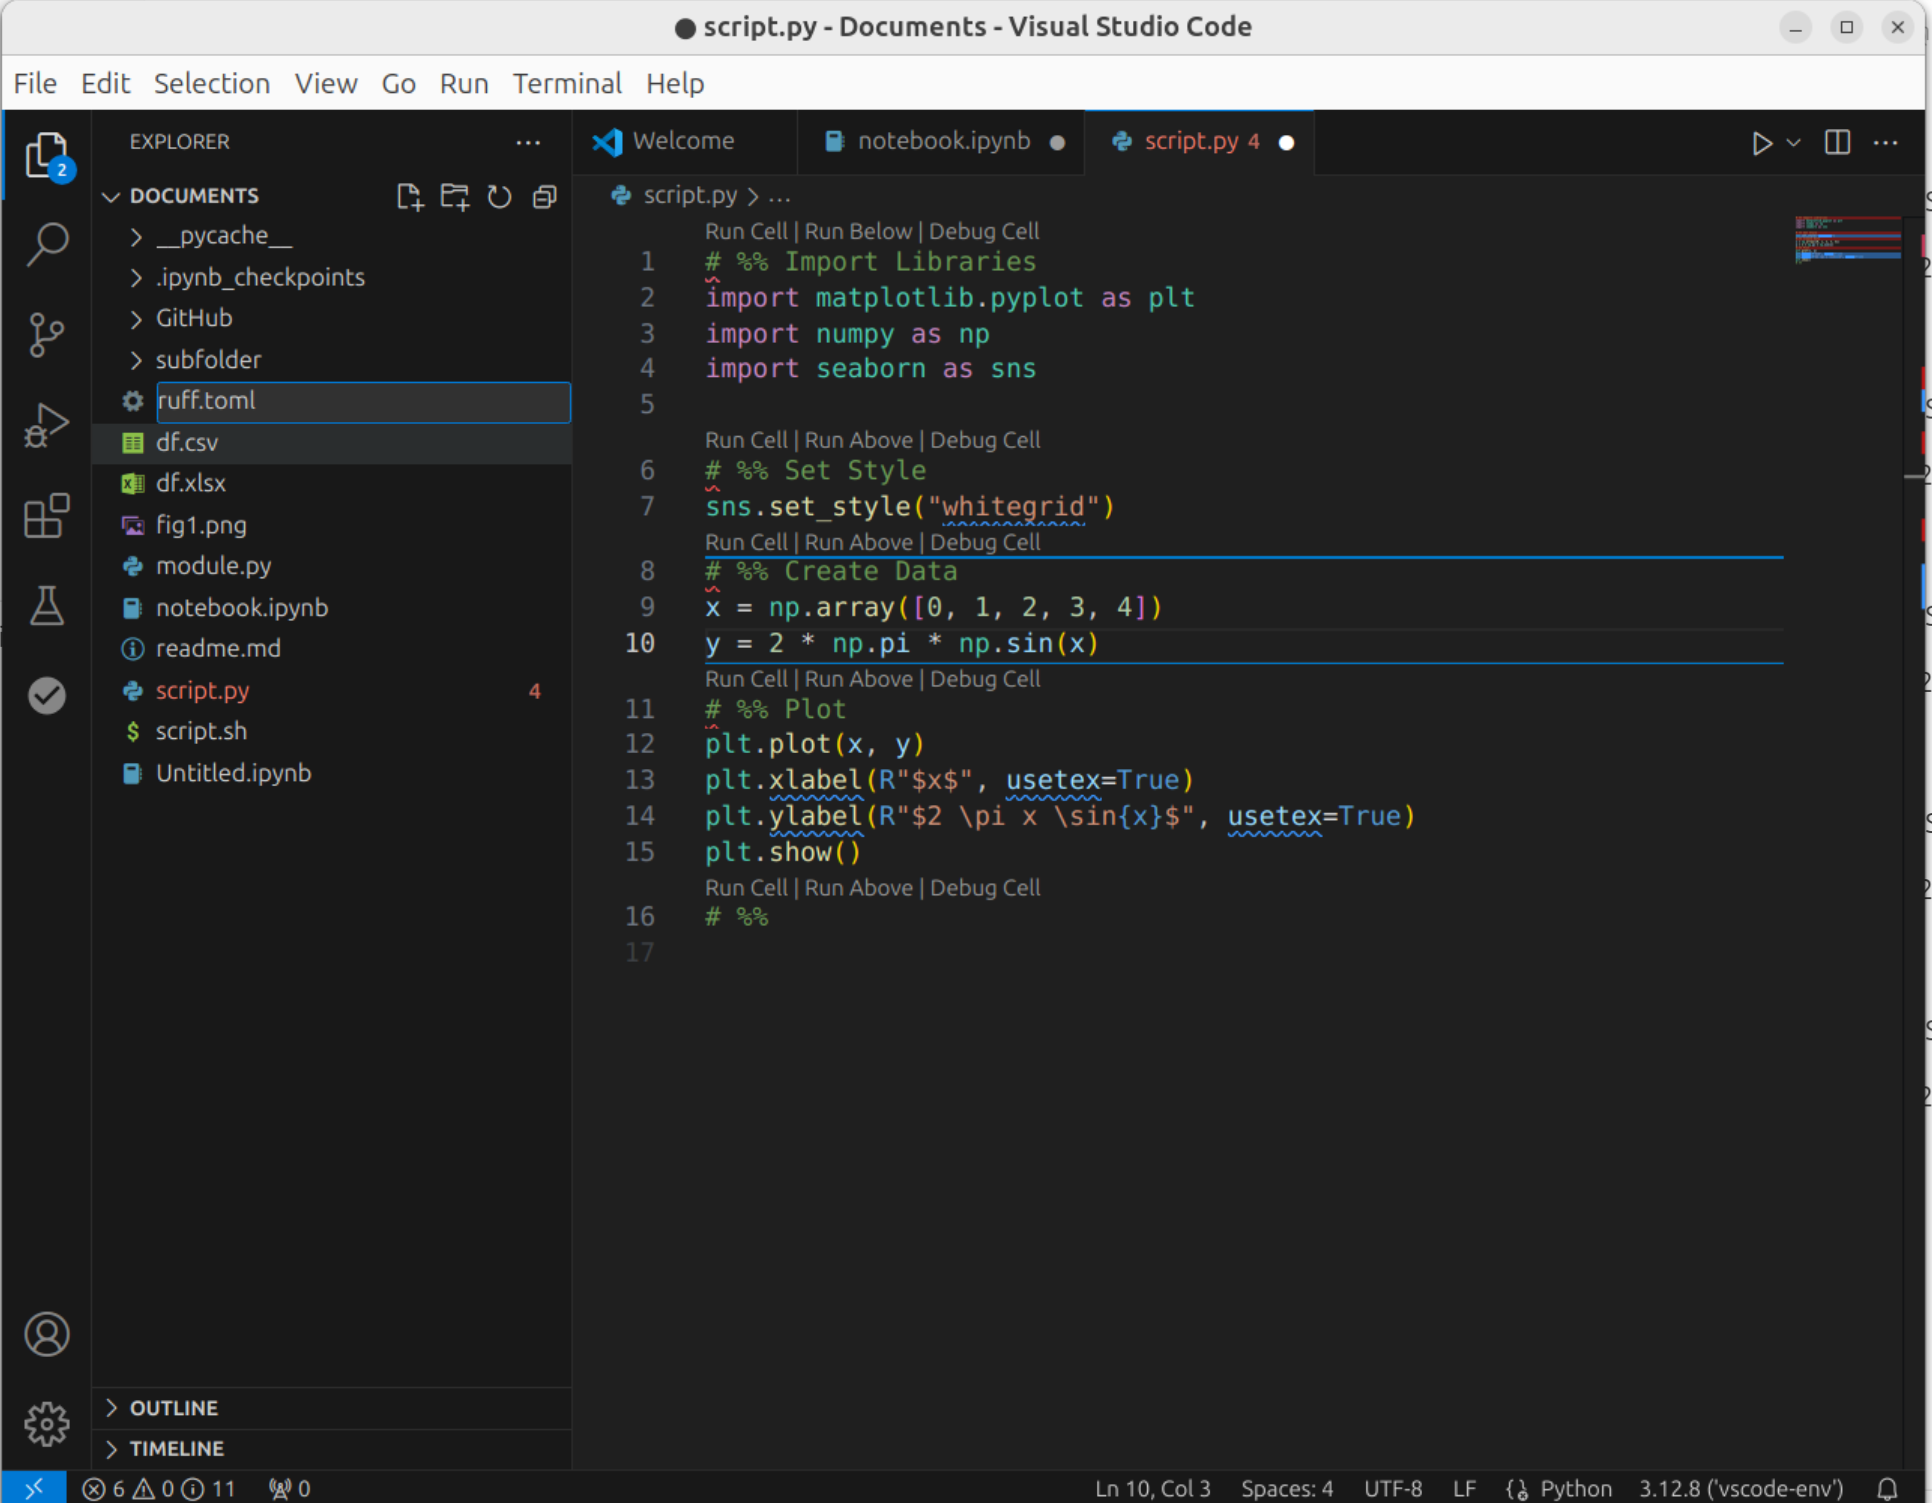 script.py - Documents - Visual Studio Code
File Edit Selection View Go Run Terminal Help
EXPLORER
Welcome
notebook.ipynb
script.py 4
2
DOCUMENTS
script.py > ...
__pycache__
.ipynb_checkpoints
GitHub
subfolder
ruff.toml
df.csv
df.xlsx
fig1.png
module.py
notebook.ipynb
readme.md
script.py 4
script.sh
Untitled.ipynb
OUTLINE
TIMELINE
Run Cell | Run Below | Debug Cell
1 # %% Import Libraries
2 import matplotlib.pyplot as plt
3 import numpy as np
4 import seaborn as sns
5
Run Cell | Run Above | Debug Cell
6 # %% Set Style
7 sns.set_style("whitegrid")
Run Cell | Run Above | Debug Cell
8 # %% Create Data
9 x = np.array([0, 1, 2, 3, 4])
10 y = 2 * np.pi * np.sin(x)
Run Cell | Run Above | Debug Cell
11 # %% Plot
12 plt.plot(x, y)
13 plt.xlabel(R"$x$", usetex=True)
14 plt.ylabel(R"$2 \pi x \sin{x}$", usetex=True)
15 plt.show()
Run Cell | Run Above | Debug Cell
16 # %%
17
6 0 11 0 Ln 10, Col 3 Spaces: 4 UTF-8 LF Python 3.12.8 ('vscode-env')